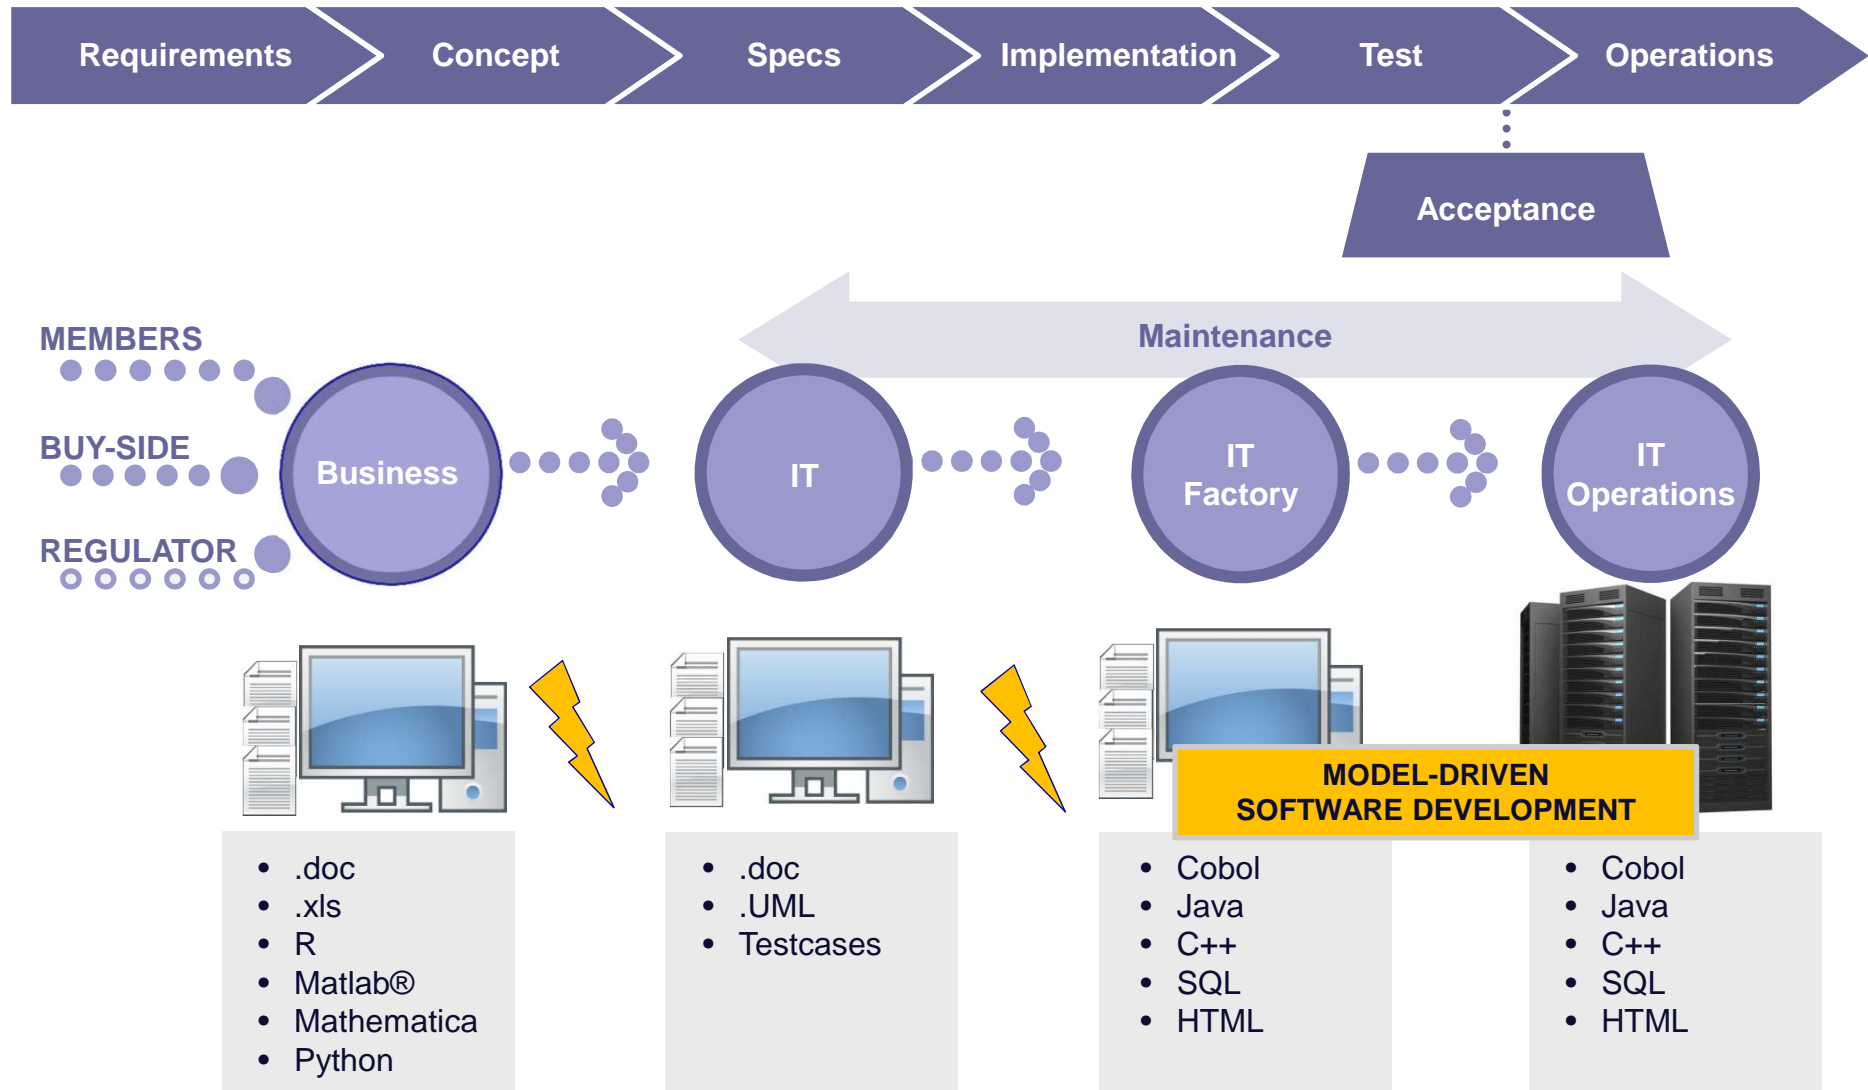 Requirements
Concept
Specs
Implementation
Test
Operations
Acceptance
Maintenance
MEMBERS
BUY-SIDE
REGULATOR
Business
IT
IT
Factory
IT
Operations
MODEL-DRIVEN
SOFTWARE DEVELOPMENT
• .doc
• .xls
• R
• Matlab®
• Mathematica
• Python
• .doc
• .UML
• Testcases
• Cobol
• Java
• C++
• SQL
• HTML
• Cobol
• Java
• C++
• SQL
• HTML